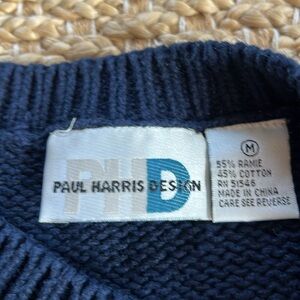 PHD
PAUL HARRIS DESIGN
M
55% RAMIE
45% COTTON
RN 51546
MADE IN CHINA
CARE SEE REVERSE